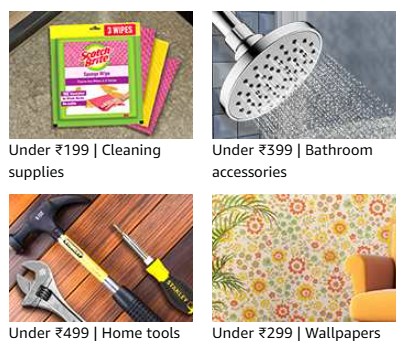 3 WIPES
Scotch
Brite
Sponge Wipe
Under ₹199 | Cleaning
supplies
Under ₹399 | Bathroom
accessories
STANLEY
Under ₹499 | Home tools
Under ₹299 | Wallpapers